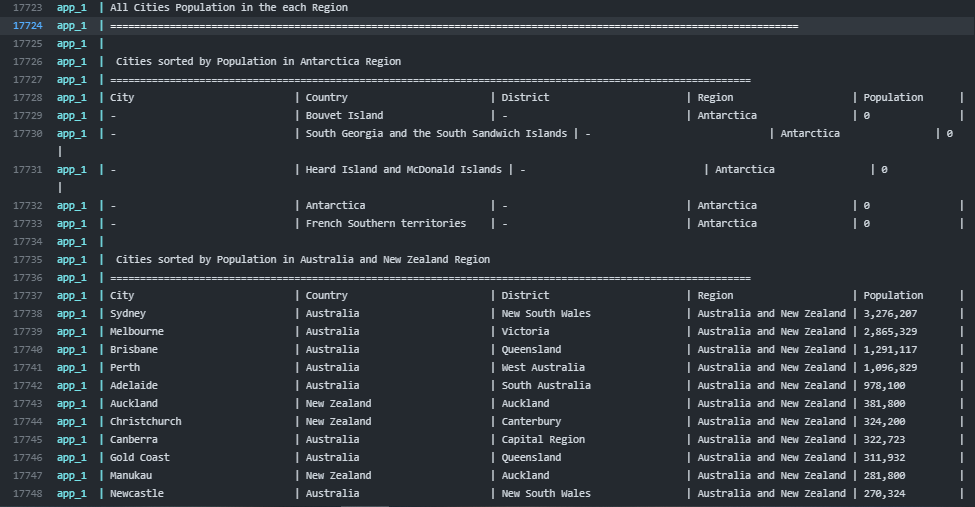 17723 app_1 | All Cities Population in the each Region
17724 app_1 | ===================================================================================================================
17725 app_1 |
17726 app_1 | Cities sorted by Population in Antarctica Region
17727 app_1 | ===========================================================================================================
17728 app_1 | City | Country | District | Region | Population |
17729 app_1 | - | Bouvet Island | - | Antarctica | 0 |
17730 app_1 | - | South Georgia and the South Sandwich Islands | - | Antarctica | 0
|
17731 app_1 | - | Heard Island and McDonald Islands | - | Antarctica | 0
|
17732 app_1 | - | Antarctica | - | Antarctica | 0 |
17733 app_1 | - | French Southern territories | - | Antarctica | 0 |
17734 app_1 |
17735 app_1 | Cities sorted by Population in Australia and New Zealand Region
17736 app_1 | ===========================================================================================================
17737 app_1 | City | Country | District | Region | Population |
17738 app_1 | Sydney | Australia | New South Wales | Australia and New Zealand | 3,276,207 |
17739 app_1 | Melbourne | Australia | Victoria | Australia and New Zealand | 2,865,329 |
17740 app_1 | Brisbane | Australia | Queensland | Australia and New Zealand | 1,291,117 |
17741 app_1 | Perth | Australia | West Australia | Australia and New Zealand | 1,096,829 |
17742 app_1 | Adelaide | Australia | South Australia | Australia and New Zealand | 978,100 |
17743 app_1 | Auckland | New Zealand | Auckland | Australia and New Zealand | 381,800 |
17744 app_1 | Christchurch | New Zealand | Canterbury | Australia and New Zealand | 324,200 |
17745 app_1 | Canberra | Australia | Capital Region | Australia and New Zealand | 322,723 |
17746 app_1 | Gold Coast | Australia | Queensland | Australia and New Zealand | 311,932 |
17747 app_1 | Manukau | New Zealand | Auckland | Australia and New Zealand | 281,800 |
17748 app_1 | Newcastle | Australia | New South Wales | Australia and New Zealand | 270,324 |